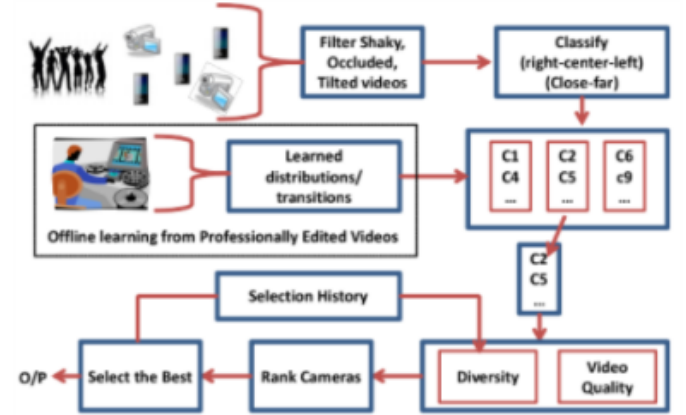 Filter Shaky,
Occluded,
Tilted videos
Classify
(right-center-left)
(Close-far)
Learned
distributions/
transitions
Offline learning from Professionally Edited Videos
C1
C4
...
C2
C5
...
C6
c9
...
C2
C5
...
Selection History
O/P
Select the Best
Rank Cameras
Diversity
Video
Quality